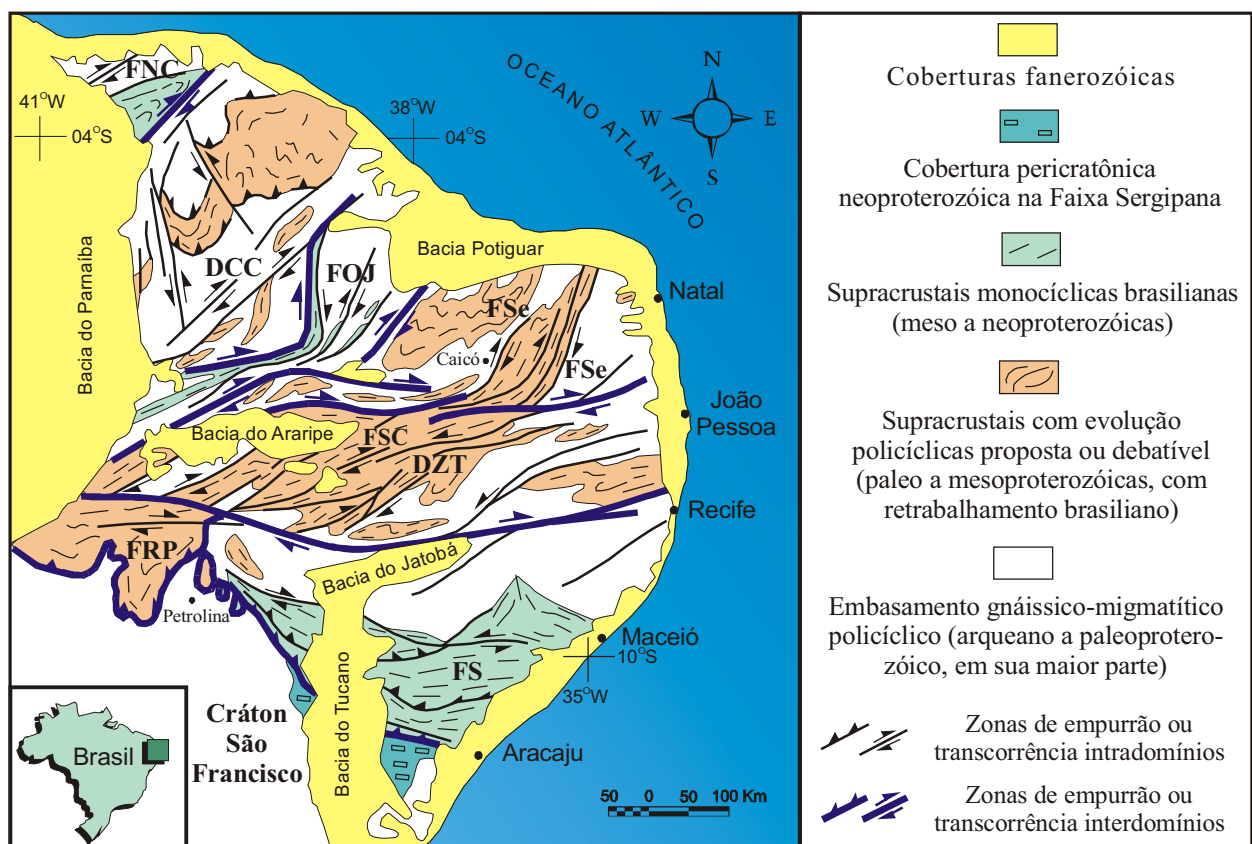 FNC
41°W
04°S
38°W
04°S
OCEANO ATLÂNTICO
N
W
E
S
Bacia do Parnaíba
DCC
FOJ
Bacia Potiguar
Natal
FSe
Caicó
FSe
João
Pessoa
Bacia do Araripe
FSC
DZT
Recife
FRP
Bacia do Jatobá
Petrolina
Maceió
10°S
35°W
FS
Cráton
São
Francisco
Bacia do Tucano
Aracaju
Brasil
50 0 50 100 Km
Coberturas fanerozóicas
Cobertura pericratônica
neoproterozóica na Faixa Sergipana
Supracrustais monocíclicas brasilianas
(meso a neoproterozóicas)
Supracrustais com evolução
policíclicas proposta ou debatível
(paleo a mesoproterozóicas, com
retrabalhamento brasiliano)
Embasamento gnáissico-migmatítico
policíclico (arqueano a paleoprotero-
zóico, em sua maior parte)
Zonas de empurrão ou
transcorrência intradomínios
Zonas de empurrão ou
transcorrência interdomínios